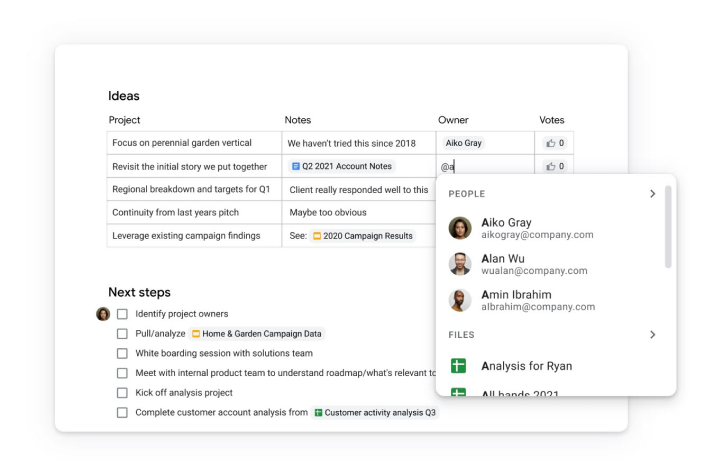 Ideas
Project Notes Owner Votes
Focus on perennial garden vertical We haven't tried this since 2018 Aiko Gray 0
Revisit the initial story we put together Q2 2021 Account Notes @a 0
Regional breakdown and targets for Q1 Client really responded well to this
Continuity from last years pitch Maybe too obvious
Leverage existing campaign findings See: 2020 Campaign Results
PEOPLE
Aiko Gray
aikogray@company.com
Alan Wu
wualan@company.com
Amin Ibrahim
albrahim@company.com
FILES
Analysis for Ryan
All hands 2021
Next steps
Identify project owners
Pull/analyze Home & Garden Campaign Data
White boarding session with solutions team
Meet with internal product team to understand roadmap/what's relevant to
Kick off analysis project
Complete customer account analysis from Customer activity analysis Q3